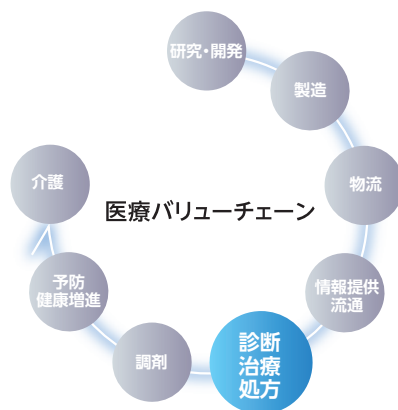 研究・開発
製造
物流
情報提供
流通
診断
治療
処方
調剤
予防
健康増進
介護
医療バリューチェーン